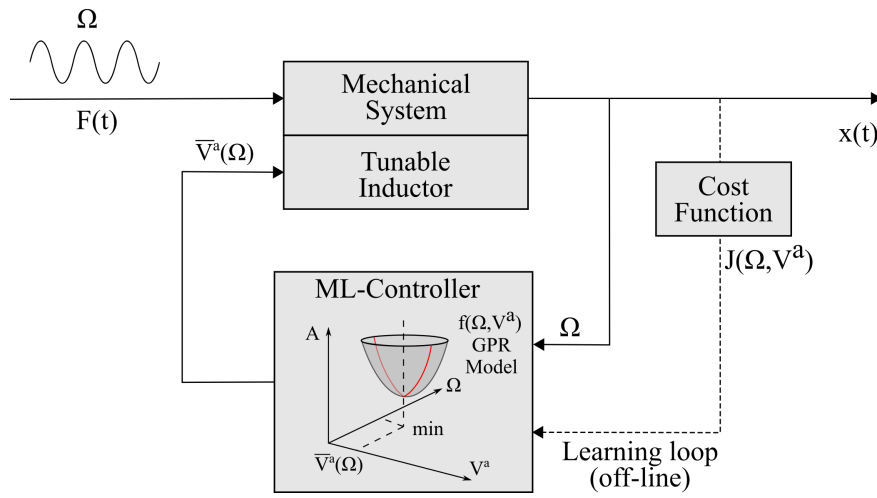 Ω
F(t)
Mechanical
System
x(t)
V̅ᵃ(Ω)
Tunable
Inductor
Cost
Function
J(Ω,Vᵃ)
ML-Controller
A
f(Ω,Vᵃ)
GPR
Model
Ω
Ω
min
V̅ᵃ(Ω)
Vᵃ
Learning loop
(off-line)